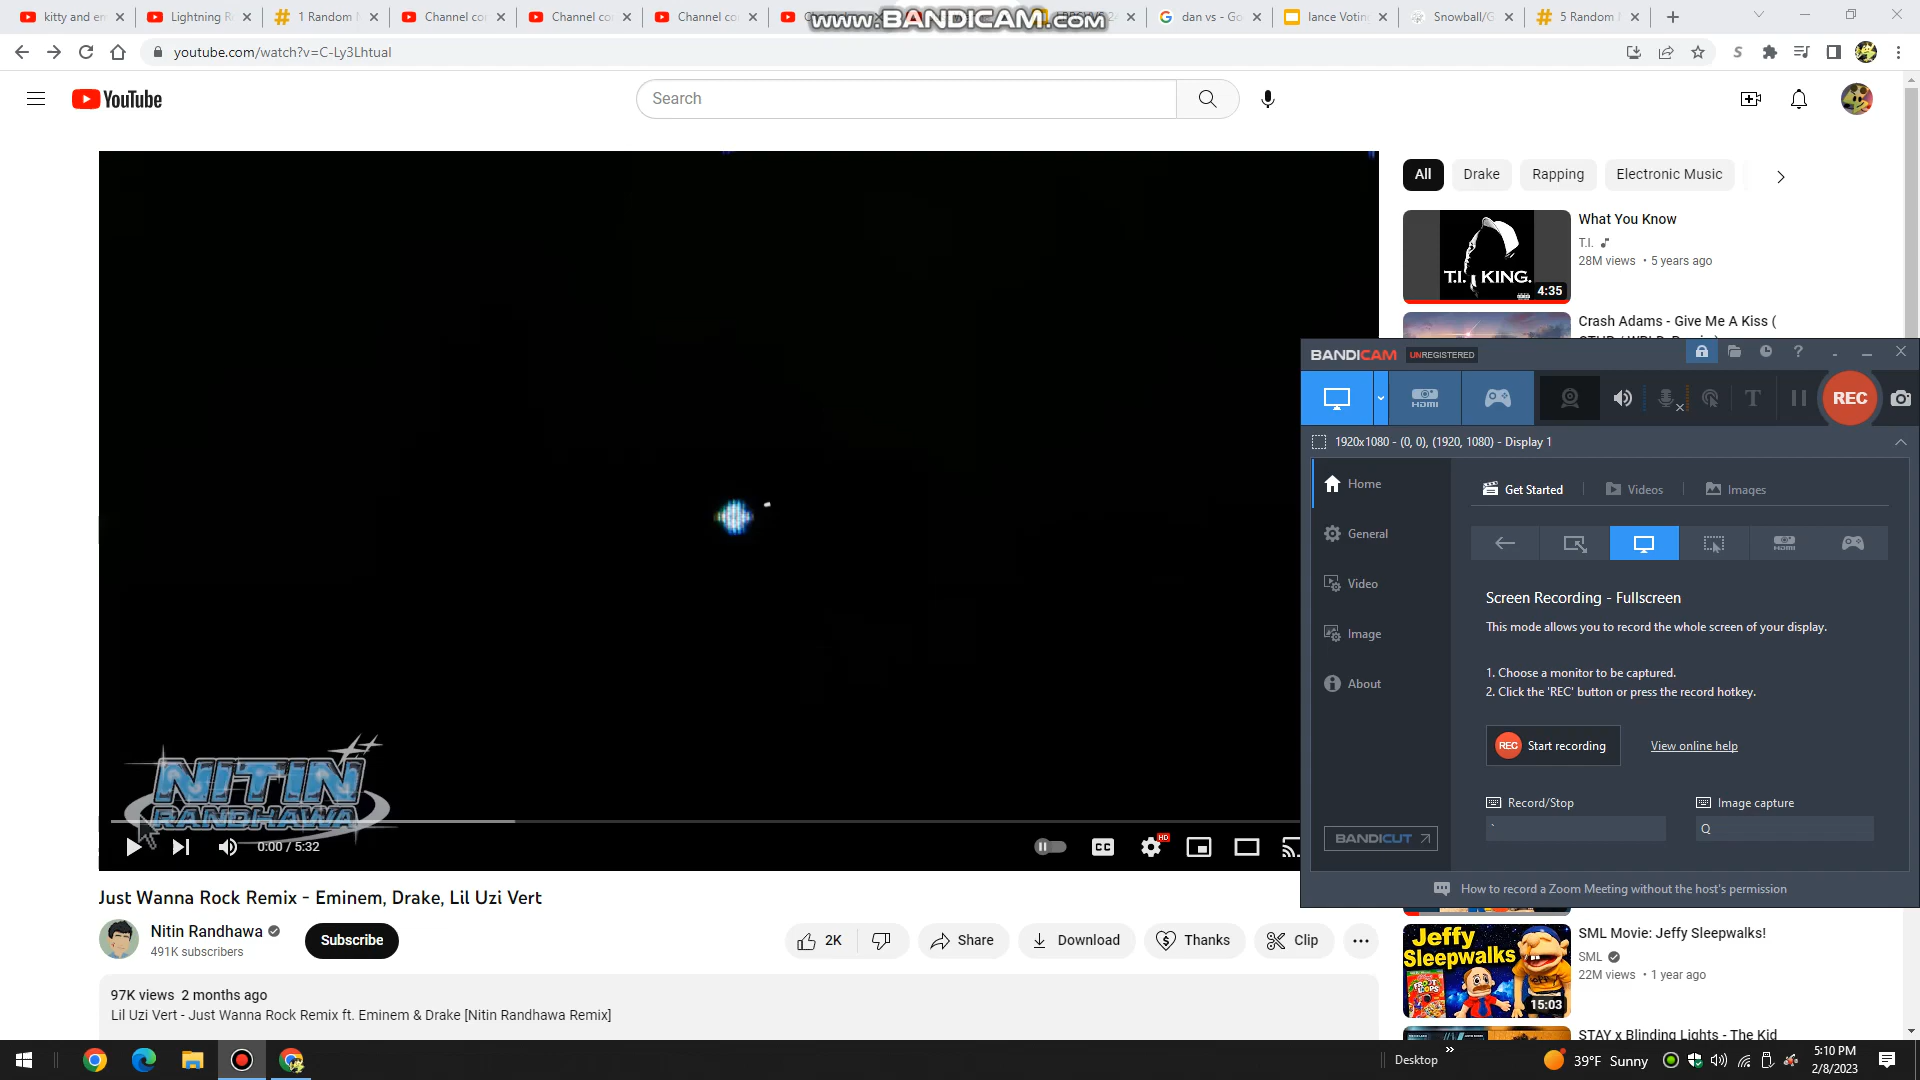 kitty and en
Lightning R
1 Random
Channel co
Channel co
Channel co
www.BANDICAM.com
dan vs - Go
lance Votin
Snowball/G
5 Random
youtube.com/watch?v=C-Ly3Lhtual
YouTube
Search
All
Drake
Rapping
Electronic Music
What You Know
T.I.
28M views • 5 years ago
T.I. KING.
4:35
Crash Adams - Give Me A Kiss (
BANDICAM UNREGISTERED
HDMI
REC
1920x1080 - (0, 0), (1920, 1080) - Display 1
Home
General
Video
Image
About
Get Started
Videos
Images
HDMI
Screen Recording - Fullscreen
This mode allows you to record the whole screen of your display.
1. Choose a monitor to be captured.
2. Click the 'REC' button or press the record hotkey.
REC Start recording
View online help
Record/Stop
Image capture
`
Q
BANDICUT
How to record a Zoom Meeting without the host's permission
NITIN
RANDHAWA
0:00 / 5:32
CC
HD
Just Wanna Rock Remix - Eminem, Drake, Lil Uzi Vert
Nitin Randhawa
491K subscribers
Subscribe
2K
Share
Download
Thanks
Clip
97K views 2 months ago
Lil Uzi Vert - Just Wanna Rock Remix ft. Eminem & Drake [Nitin Randhawa Remix]
Jeffy
Sleepwalks
15:03
SML Movie: Jeffy Sleepwalks!
SML
22M views • 1 year ago
STAY x Blinding Lights - The Kid
Desktop
39°F Sunny
5:10 PM
2/8/2023